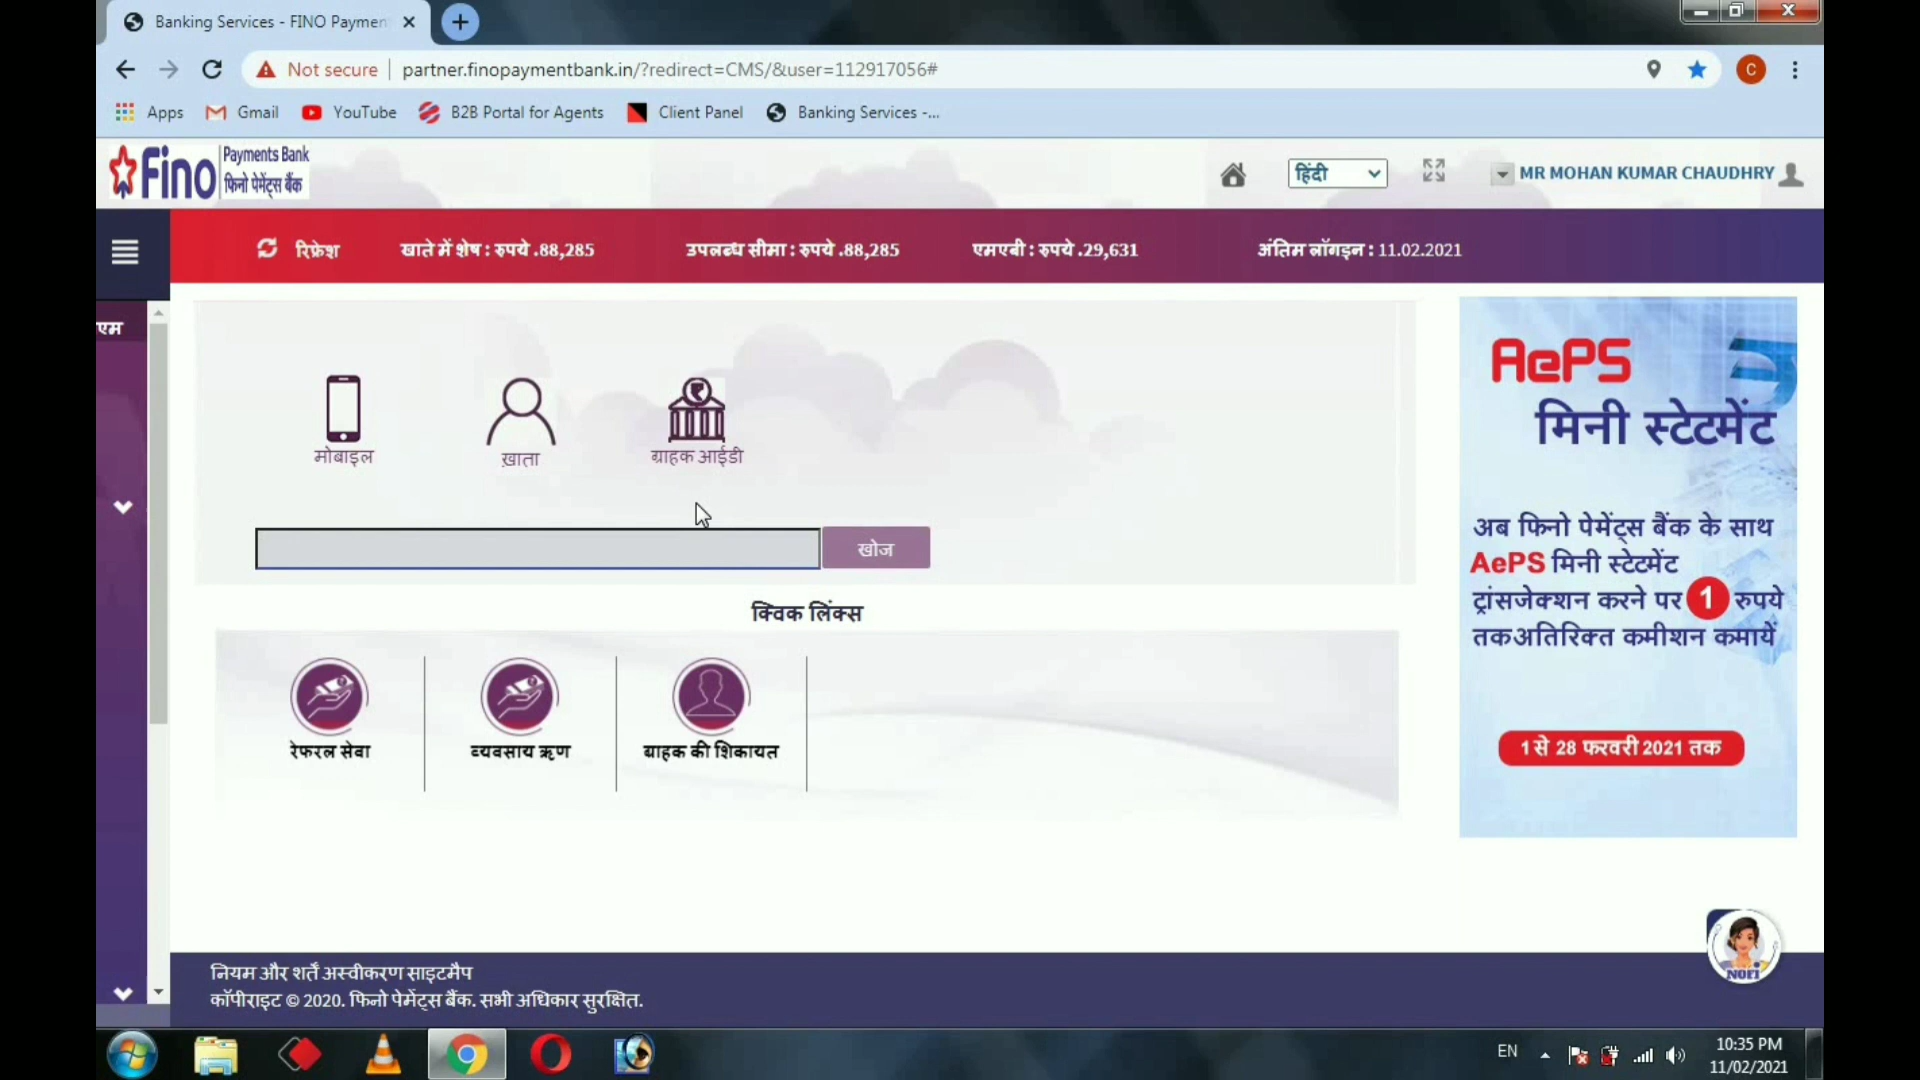 Banking Services - FINO Paymen
Not secure
partner.finopaymentbank.in/?redirect=CMS/&user=112917056#
C
Apps
Gmail
YouTube
B2B Portal for Agents
Client Panel
Banking Services -...
Fino
Payments Bank
फिनो पेमेंट्स बैंक
हिंदी
MR MOHAN KUMAR CHAUDHRY
रिफ्रेश
खाते में शेष : रुपये .88,285
उपलब्ध सीमा : रुपये .88,285
एमएबी : रुपये .29,631
अंतिम लॉगइन : 11.02.2021
एम
मोबाइल
ख़ाता
ग्राहक आईडी
खोज
क्विक लिंक्स
रेफरल सेवा
व्यवसाय ऋण
ग्राहक की शिकायत
AePS
मिनी स्टेटमेंट
अब फिनो पेमेंट्स बैंक के साथ
AePS मिनी स्टेटमेंट
ट्रांसजेक्शन करने पर 1 रुपये
तकअतिरिक्त कमीशन कमायें
1 से 28 फरवरी 2021 तक
NOFI
नियम और शर्तें अस्वीकरण साइटमैप
कॉपीराइट © 2020. फिनो पेमेंट्स बैंक. सभी अधिकार सुरक्षित.
EN
10:35 PM
11/02/2021